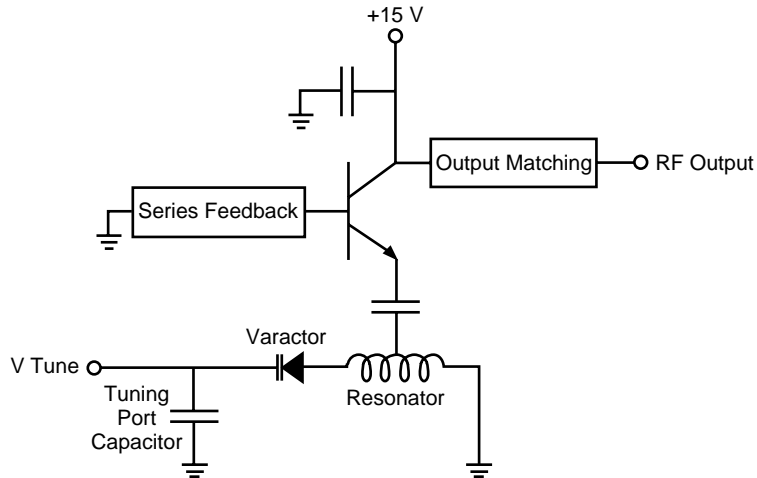 +15 V
Output Matching
RF Output
Series Feedback
Varactor
V Tune
Tuning
Port
Capacitor
Resonator